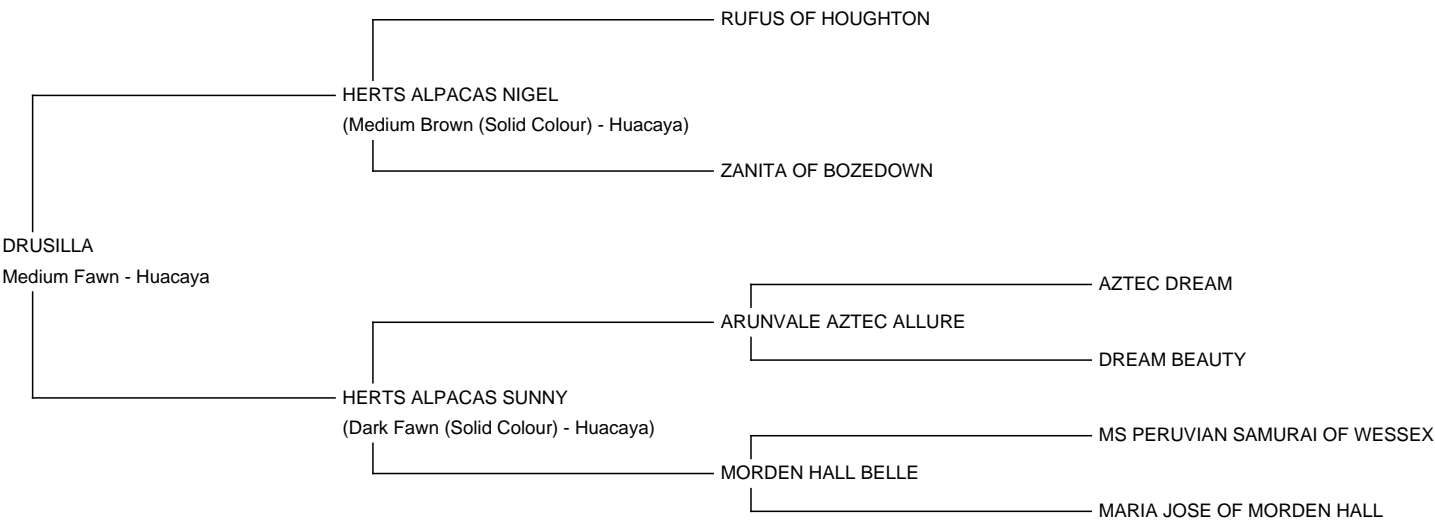 RUFUS OF HOUGHTON
HERTS ALPACAS NIGEL
(Medium Brown (Solid Colour) - Huacaya)
ZANITA OF BOZEDOWN
DRUSILLA
Medium Fawn - Huacaya
AZTEC DREAM
ARUNVALE AZTEC ALLURE
DREAM BEAUTY
HERTS ALPACAS SUNNY
(Dark Fawn (Solid Colour) - Huacaya)
MS PERUVIAN SAMURAI OF WESSEX
MORDEN HALL BELLE
MARIA JOSE OF MORDEN HALL